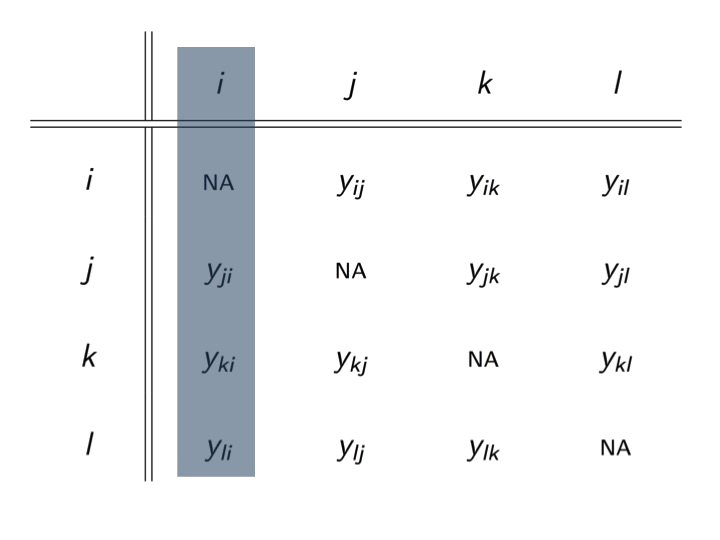 i j k l
i NA y_{ij} y_{ik} y_{il}
j y_{ji} NA y_{jk} y_{jl}
k y_{ki} y_{kj} NA y_{kl}
l y_{li} y_{lj} y_{lk} NA